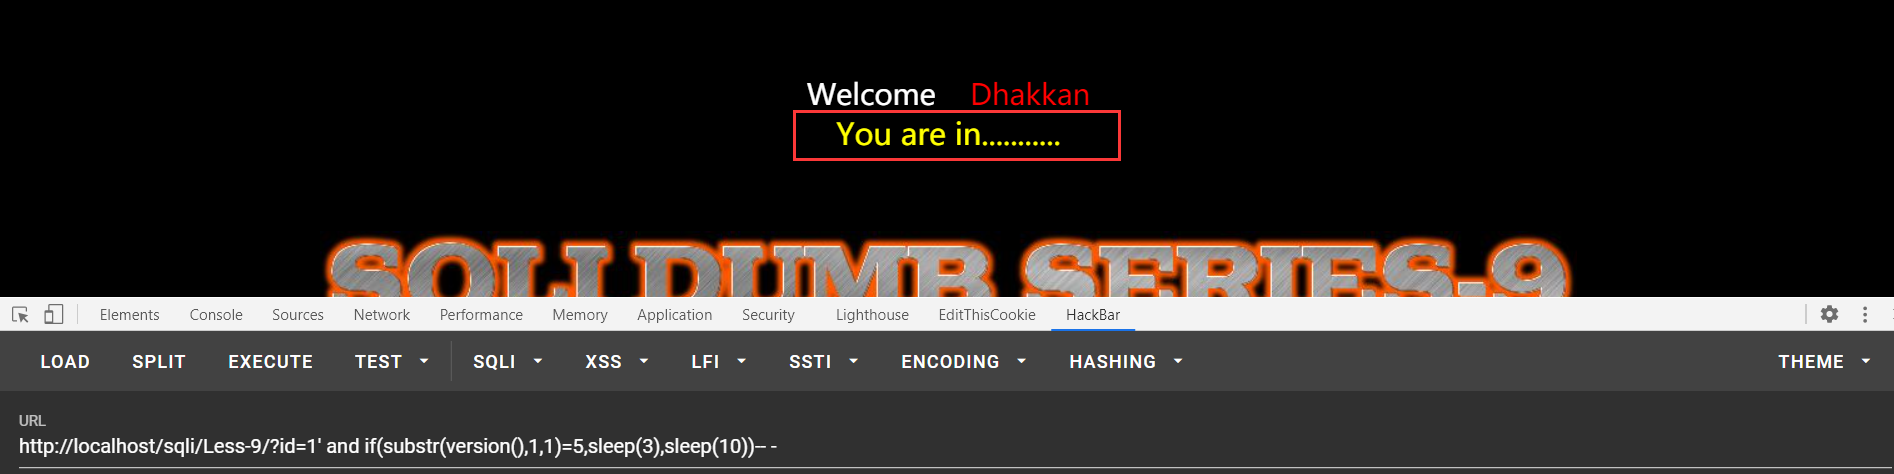 Welcome Dhakkan
You are in...........
SQLI DUMB SERIES-9
Elements Console Sources Network Performance Memory Application Security Lighthouse EditThisCookie HackBar
LOAD SPLIT EXECUTE TEST SQLI XSS LFI SSTI ENCODING HASHING THEME
URL
http://localhost/sqli/Less-9/?id=1' and if(substr(version(),1,1)=5,sleep(3),sleep(10))-- -